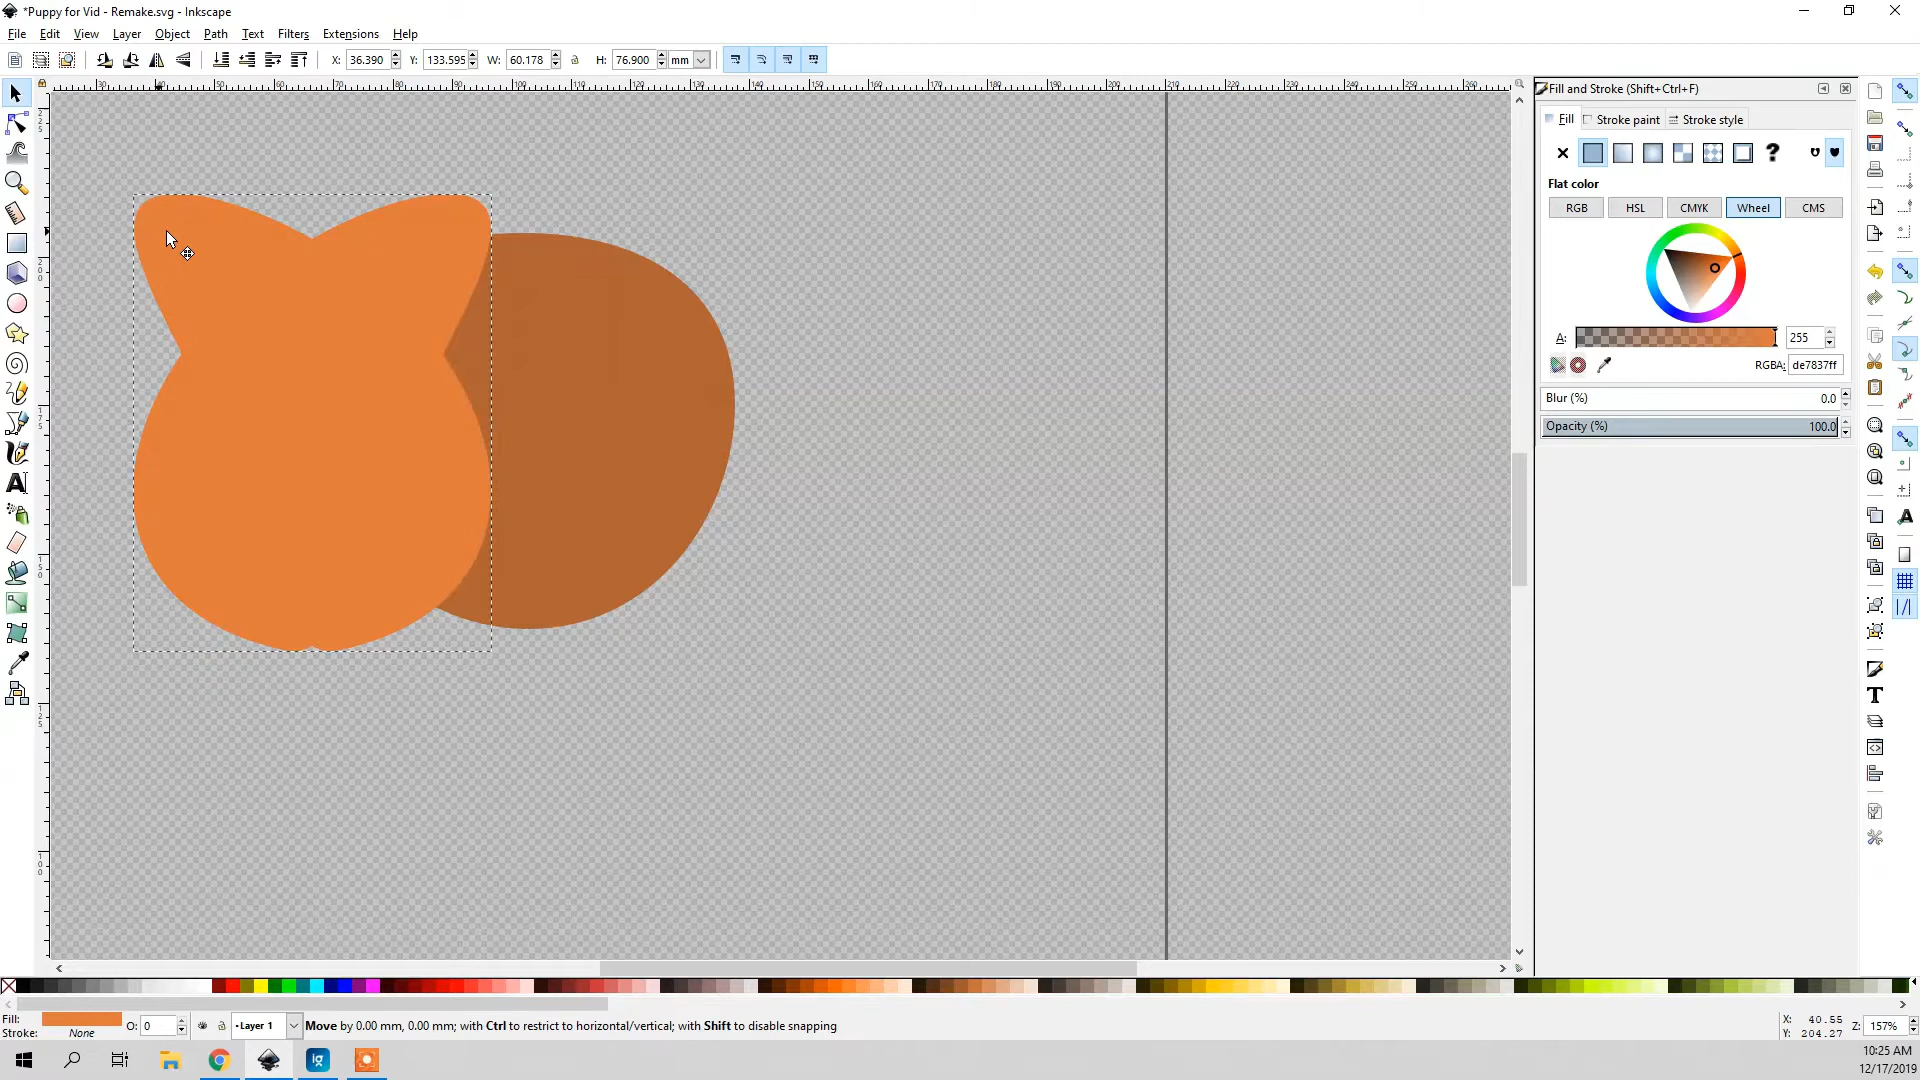 *Puppy for Vid - Remake.svg - Inkscape
File Edit View Layer Object Path Text Filters Extensions Help
X: 36.390 Y: 133.595 W: 60.178 H: 76.900 mm
Fill and Stroke (Shift+Ctrl+F)
Fill Stroke paint Stroke style
Flat color
RGB HSL CMYK Wheel CMS
A: 255
RGBA: de7837ff
Blur (%) 0.0
Opacity (%) 100.0
Fill:
Stroke: None
O: 0
Layer 1
Move by 0.00 mm, 0.00 mm; with Ctrl to restrict to horizontal/vertical; with Shift to disable snapping
X: 40.55
Y: 204.27
Z: 157%
10:25 AM
12/17/2019